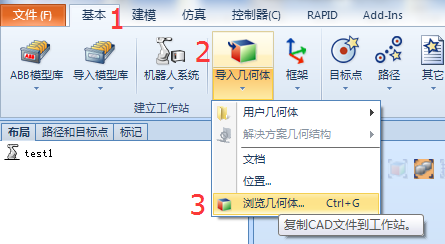 文件(F) 基本 建模 仿真 控制器(C) RAPID Add-Ins
1
2
ABB模型库 导入模型库 机器人系统 导入几何体 框架 目标点 路径 其它
建立工作站
用户几何体
解决方案几何结构
文档
位置...
3
浏览几何体... Ctrl+G
复制CAD文件到工作站。
布局 路径和目标点 标记
test1